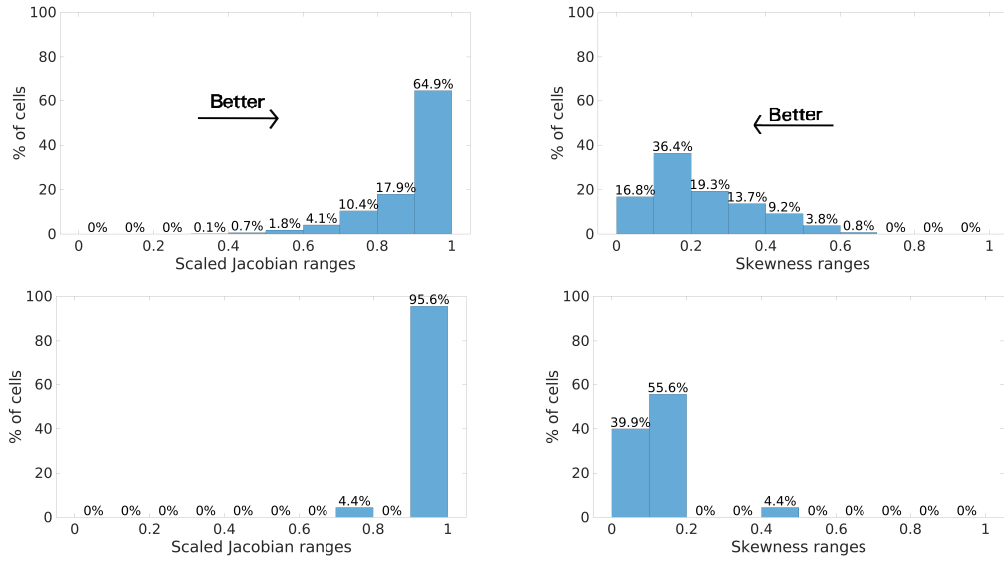 100
80
60
40
20
0
% of cells
Better
0% 0% 0% 0.1% 0.7% 1.8% 4.1% 10.4% 17.9% 64.9%
0 0.2 0.4 0.6 0.8 1
Scaled Jacobian ranges
100
80
60
40
20
0
% of cells
Better
16.8% 36.4% 19.3% 13.7% 9.2% 3.8% 0.8% 0% 0% 0%
0 0.2 0.4 0.6 0.8 1
Skewness ranges
100
80
60
40
20
0
% of cells
0% 0% 0% 0% 0% 0% 0% 4.4% 0% 95.6%
0 0.2 0.4 0.6 0.8 1
Scaled Jacobian ranges
100
80
60
40
20
0
% of cells
39.9% 55.6% 0% 0% 4.4% 0% 0% 0% 0% 0%
0 0.2 0.4 0.6 0.8 1
Skewness ranges